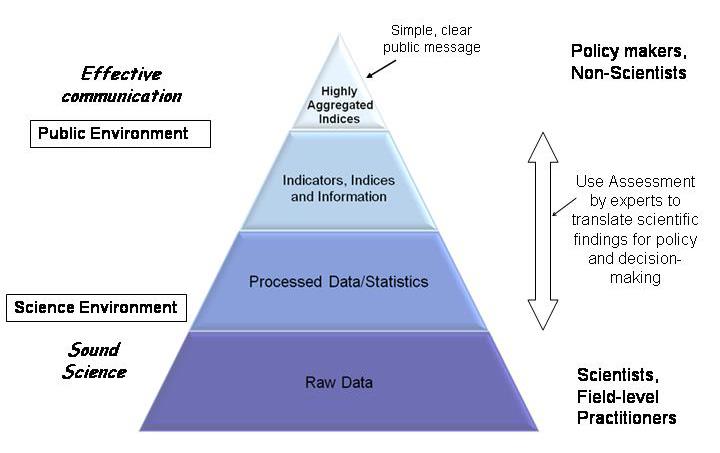 Simple, clear
public message
Policy makers,
Non-Scientists
Effective
communication
Public Environment
Highly
Aggregated
Indices
Indicators, Indices
and Information
Use Assessment
by experts to
translate scientific
findings for policy
and decision-
making
Processed Data/Statistics
Science Environment
Sound
Science
Raw Data
Scientists,
Field-level
Practitioners